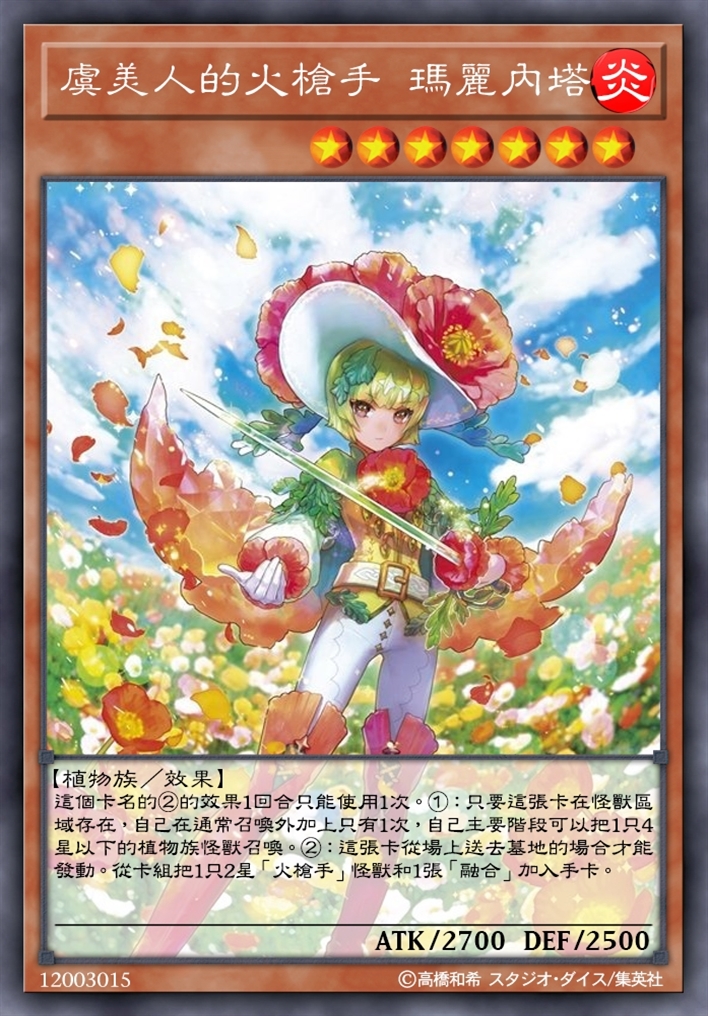 虞美人的火槍手 瑪麗內塔 炎
【植物族／效果】
這個卡名的②的效果1回合只能使用1次。①：只要這張卡在怪獸區
域存在，自己在通常召喚外加上只有1次，自己主要階段可以把1只4
星以下的植物族怪獸召喚。②：這張卡從場上送去墓地的場合才能
發動。從卡組把1只2星「火槍手」怪獸和1張「融合」加入手卡。
ATK/2700 DEF/2500
12003015 ©高橋和希 スタジオ・ダイス/集英社